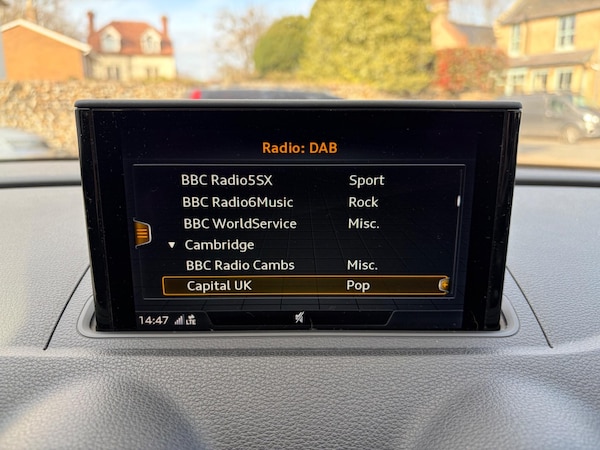 Radio: DAB
BBC Radio5SX Sport
BBC Radio6Music Rock
BBC WorldService Misc.
Cambridge
BBC Radio Cambs Misc.
Capital UK Pop
14:47 LTE